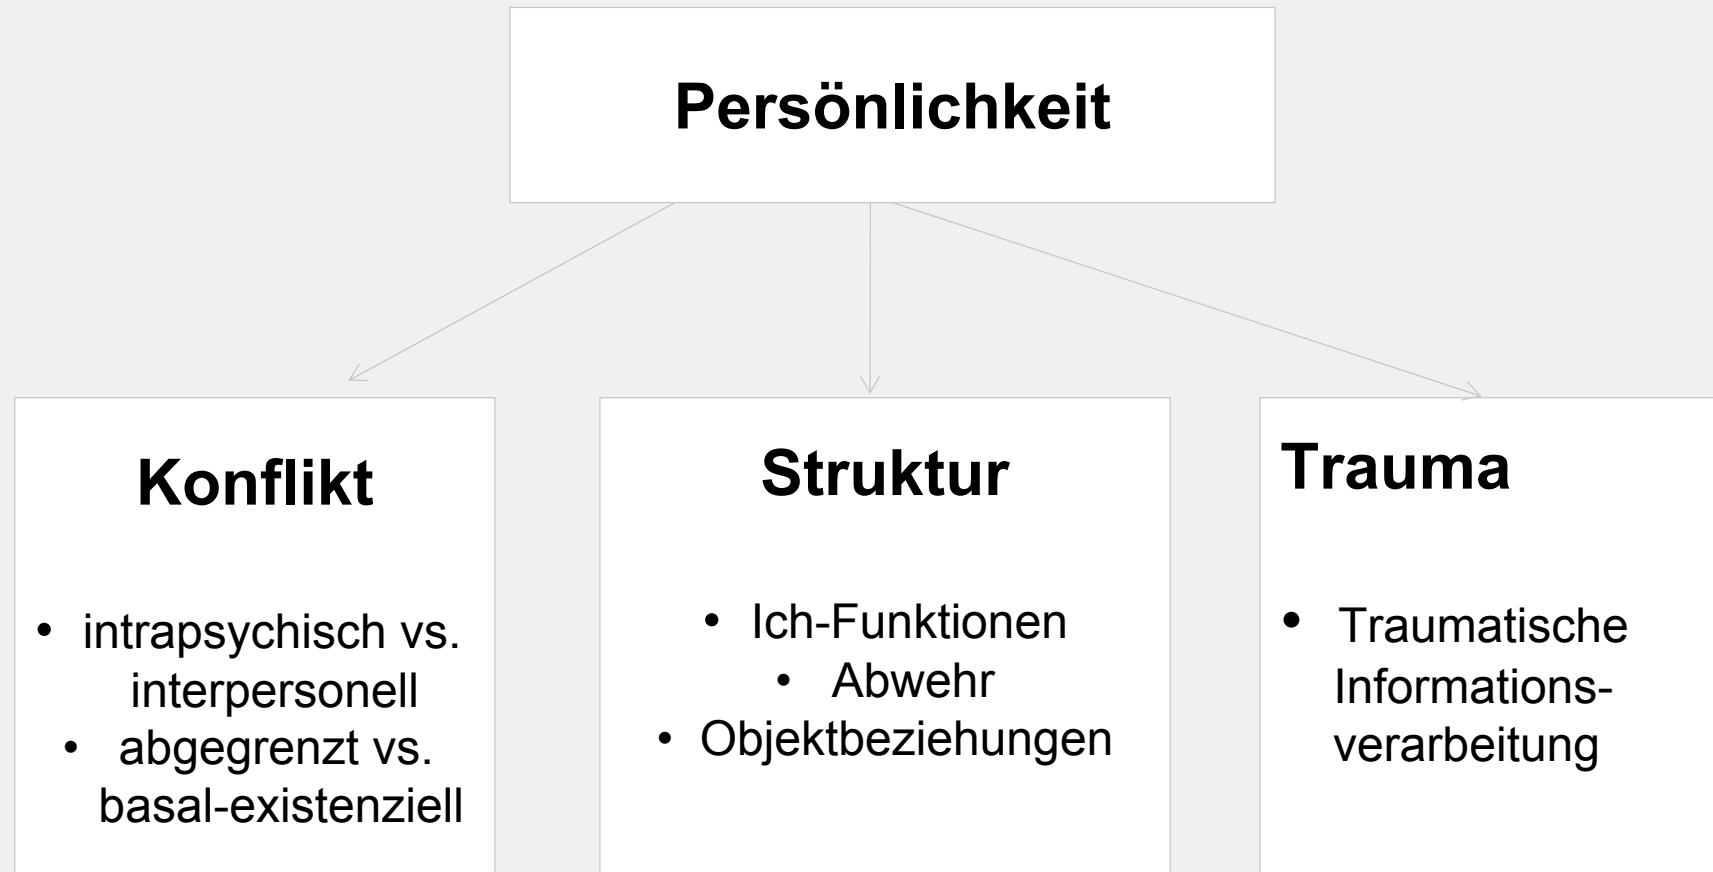 Persönlichkeit
Konflikt
• intrapsychisch vs.
interpersonell
• abgegrenzt vs.
basal-existenziell
Struktur
• Ich-Funktionen
• Abwehr
• Objektbeziehungen
Trauma
• Traumatische
Informations-
verarbeitung